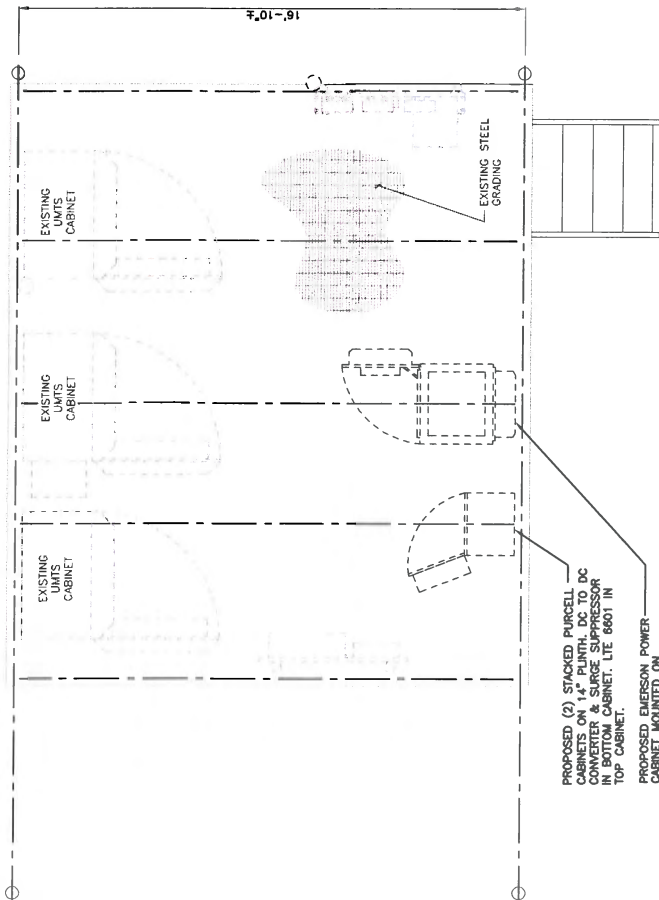 16'-10"±
EXISTING
UMTS
CABINET
EXISTING
UMTS
CABINET
EXISTING
UMTS
CABINET
EXISTING STEEL
GRADING
PROPOSED (2) STACKED PURCELL
CABINETS ON 14" PLINTH. DC TO DC
CONVERTER & SURGE SUPPRESSOR
IN BOTTOM CABINET. LTE 6601 IN
TOP CABINET.
PROPOSED EMERSON POWER
CABINET MOUNTED ON